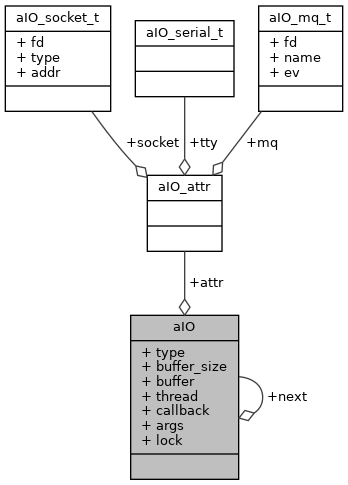 aIO_socket_t
+ fd
+ type
+ addr
aIO_serial_t
aIO_mq_t
+ fd
+ name
+ ev
+socket
+tty
+mq
aIO_attr
+attr
aIO
+ type
+ buffer_size
+ buffer
+ thread
+ callback
+ args
+ lock
+next